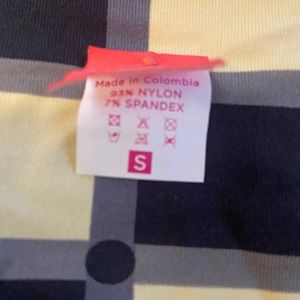 Made in Colombia
93% NYLON
7% SPANDEX
S